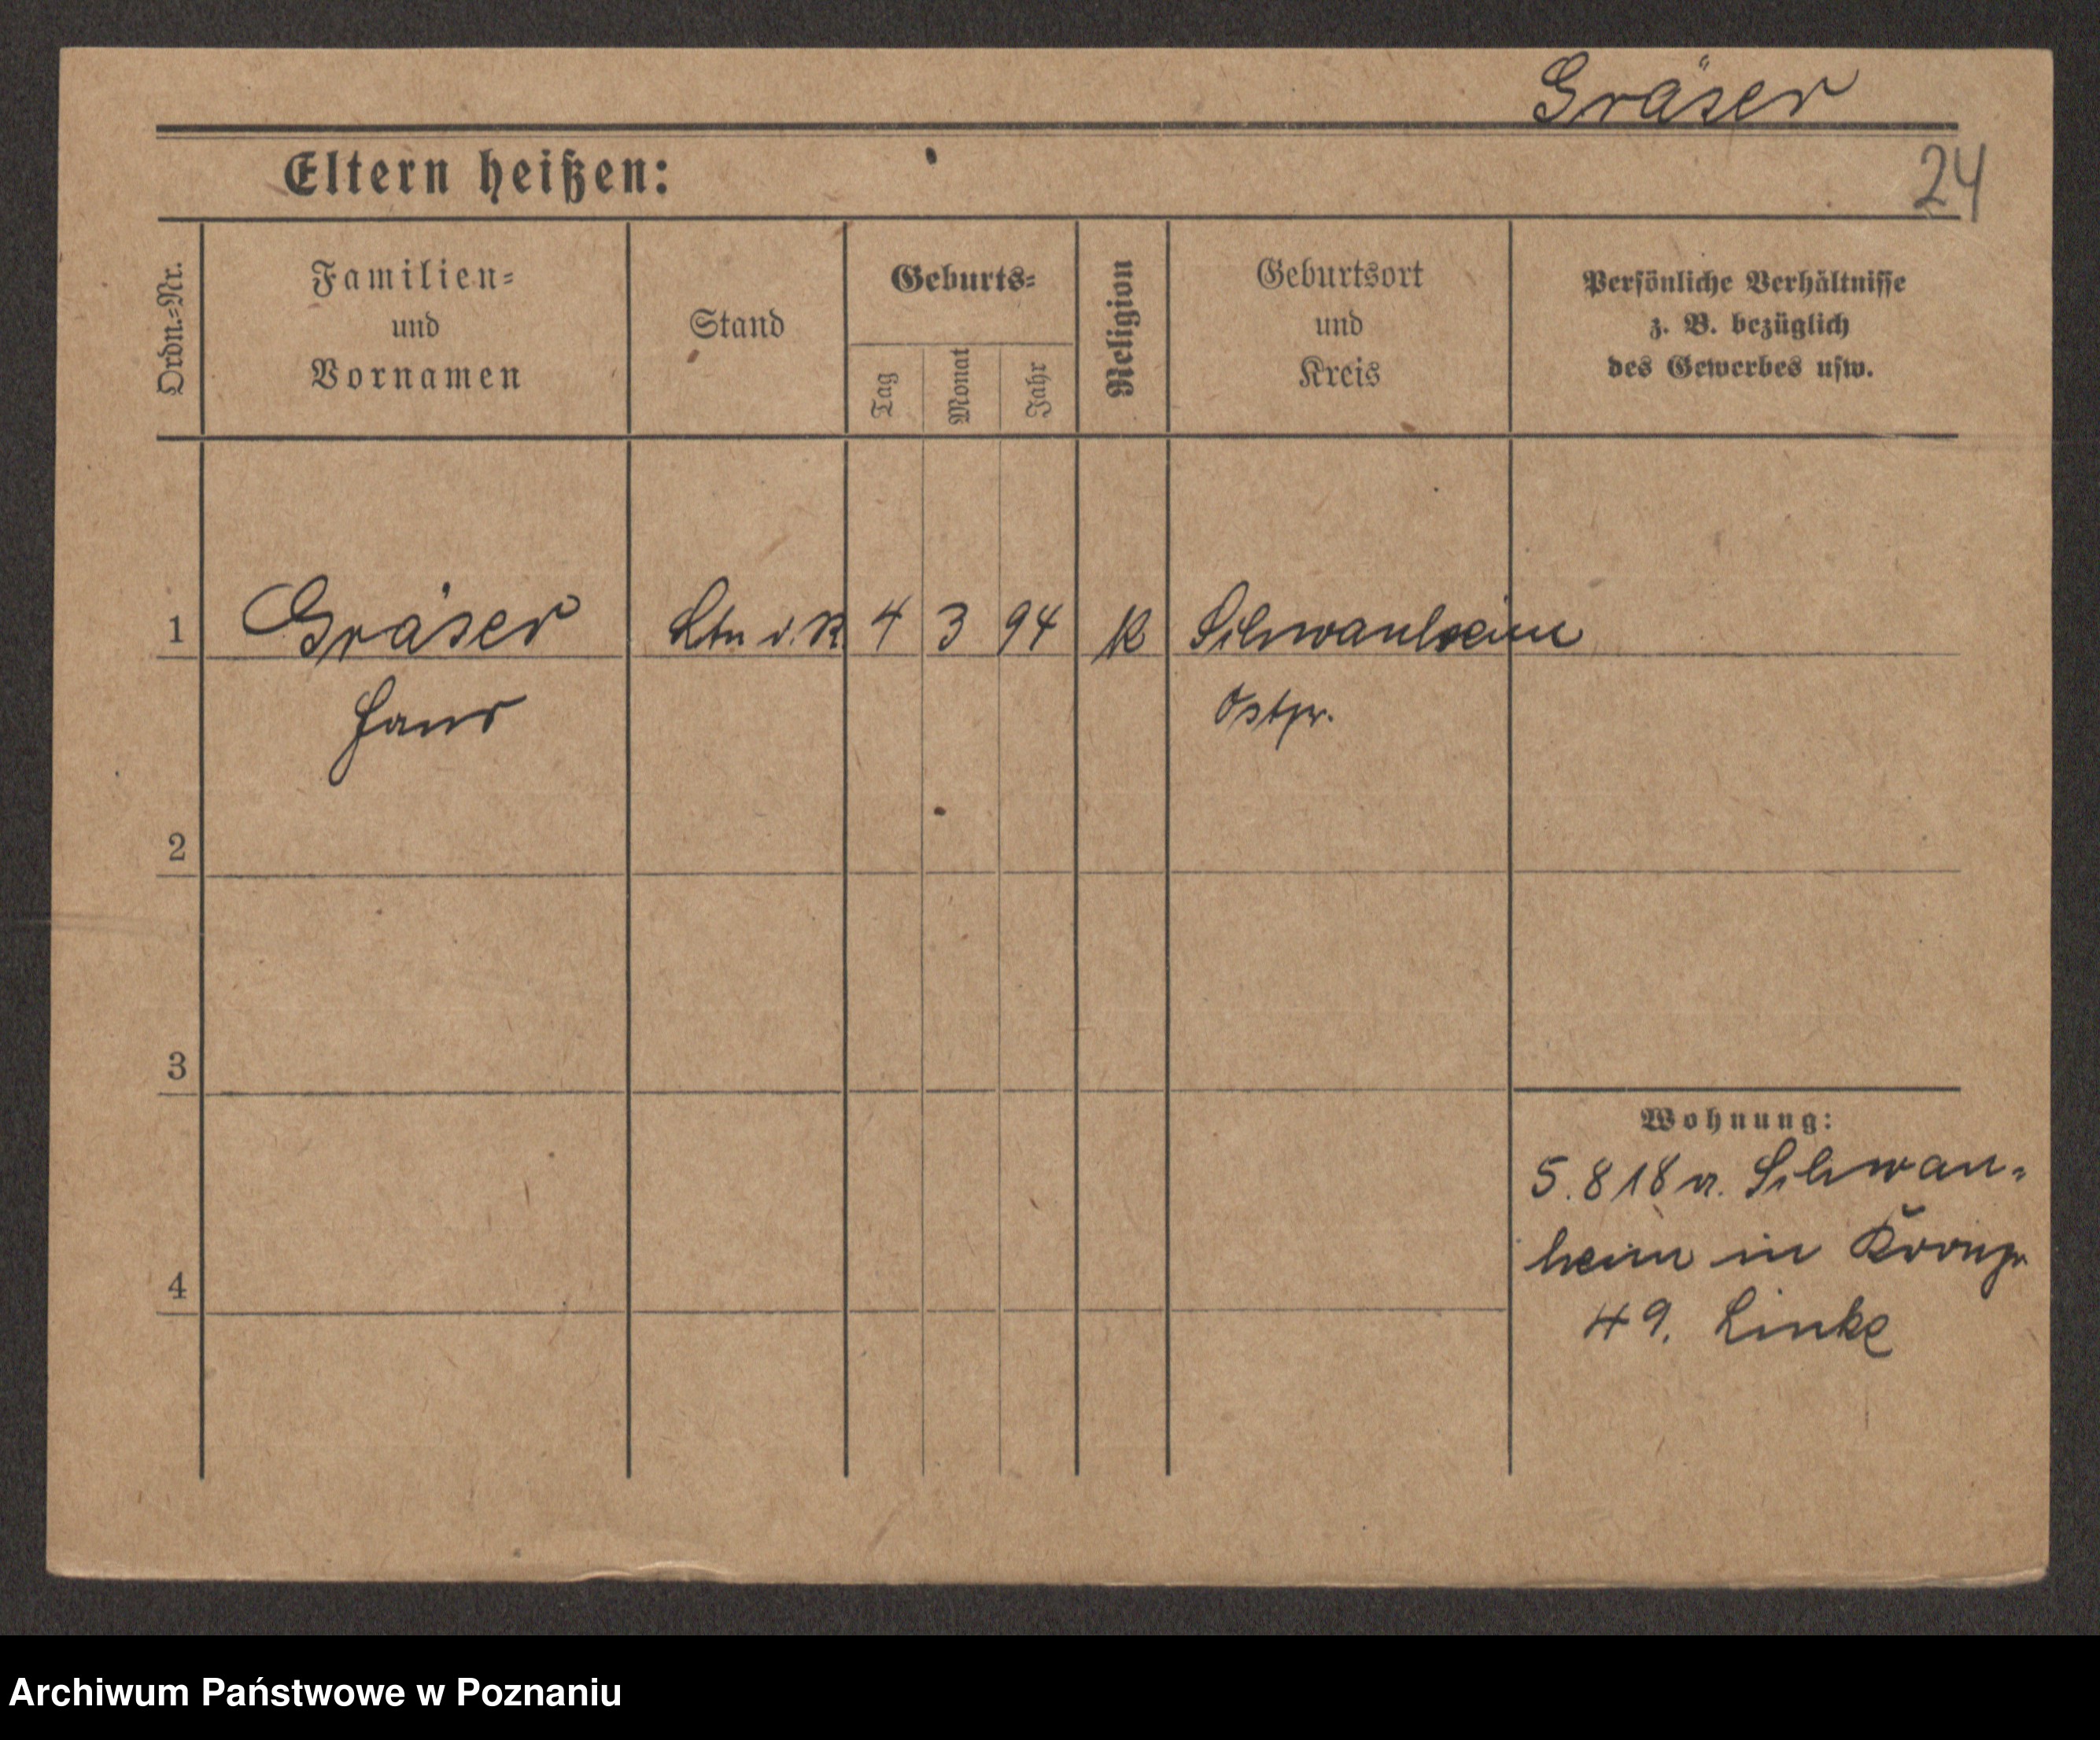 Gräser
24
Eltern heißen:
Ordn.-Nr.
Familien-
und
Vornamen
Stand
Geburts-
Tag
Monat
Jahr
Religion
Geburtsort
und
Kreis
Persönliche Verhältnisse
z. B. bezüglich
des Gewerbes usw.
1 Gräser Ltn d. R. 4 3 94 K Schwanheim
Hans Ostpr.
2
3
Wohnung:
5. 8 18 v. Schwan-
heim in Kronpr
4
49. Linke
Archiwum Państwowe w Poznaniu